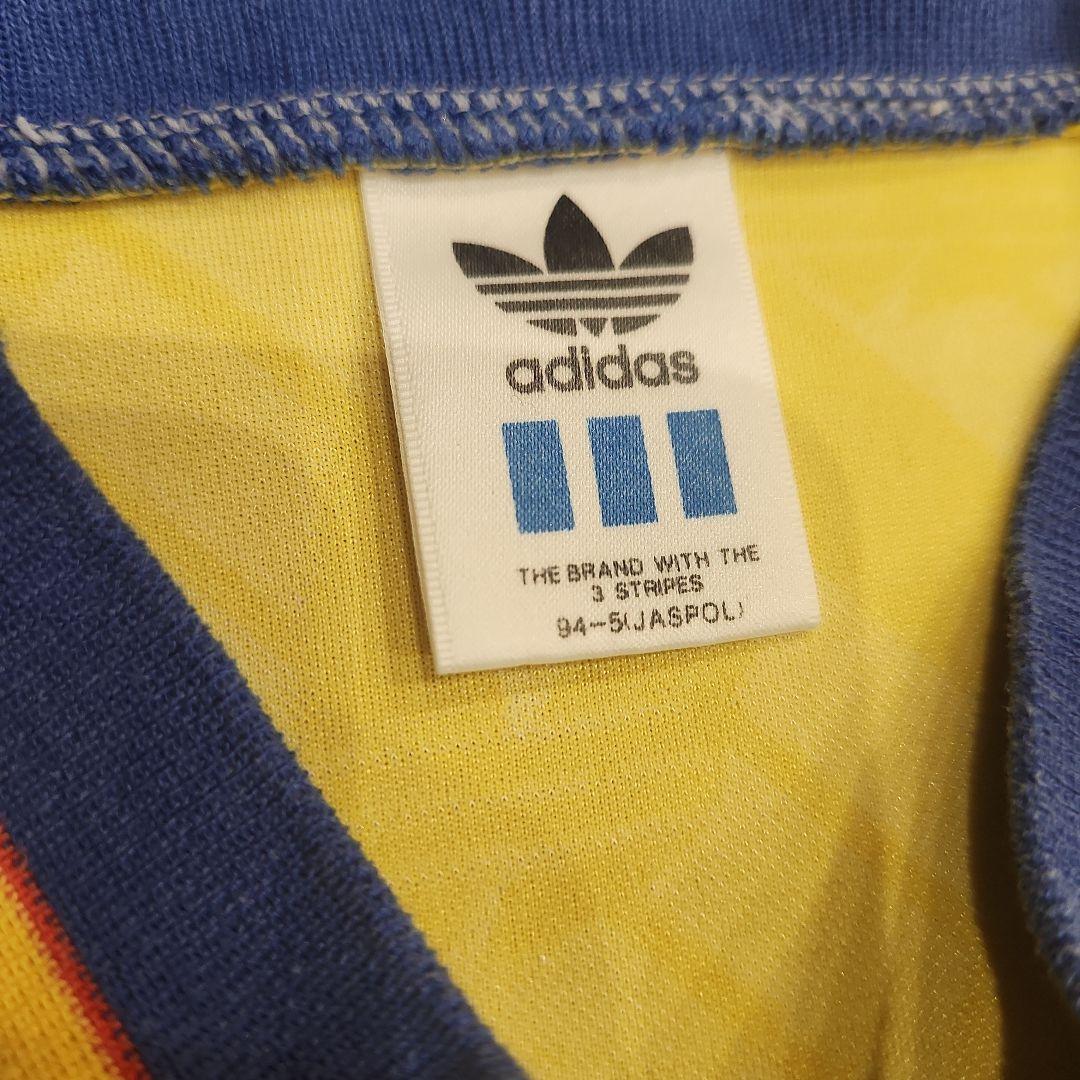 adidas
THE BRAND WITH THE
3 STRIPES
94-5(JASPOL)